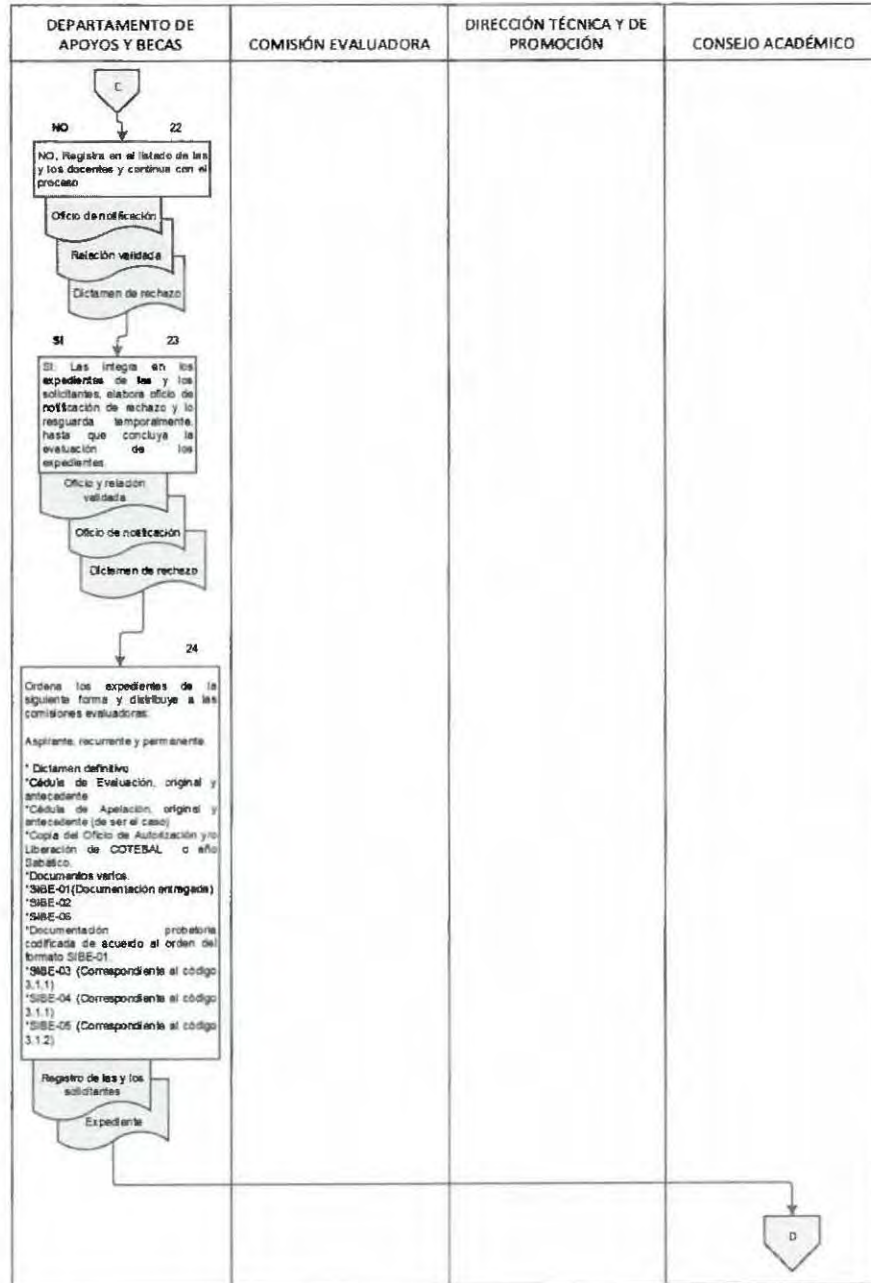 DEPARTAMENTO DE
APOYOS Y BECAS
COMISIÓN EVALUADORA
DIRECCIÓN TÉCNICA Y DE
PROMOCIÓN
CONSEJO ACADÉMICO
C
NO 22
NO, Registra en el listado de las
y los docentes y continua con el
proceso
Oficio de notificación
Relación validada
Dictamen de rechazo
SI 23
SI. Las integra en los
expedientes de las y los
solicitantes, elabora oficio de
notificación de rechazo y lo
resguarda temporalmente,
hasta que concluya la
evaluación de los
expedientes.
Oficio y relación
validada
Oficio de notificación
Dictamen de rechazo
24
Ordena los expedientes de la
siguiente forma y distribuye a las
comisiones evaluadoras:
Aspirante, recurrente y permanente
* Dictamen definitivo
*Cédula de Evaluación, original y
antecedente
*Cédula de Apelación, original y
antecedente (de ser el caso)
*Copia del Oficio de Autorización y/o
Liberación de COTEBAL o año
Sabático.
*Documentos varios.
*SIBE-01(Documentación entregada)
*SIBE-02
*SIBE-06
*Documentación probatoria
codificada de acuerdo al orden del
formato SIBE-01.
*SIBE-03 (Correspondiente al código
3.1.1)
*SIBE-04 (Correspondiente al código
3.1.1)
*SIBE-05 (Correspondiente al código
3.1.2)
Registro de las y los
solicitantes
Expediente
D